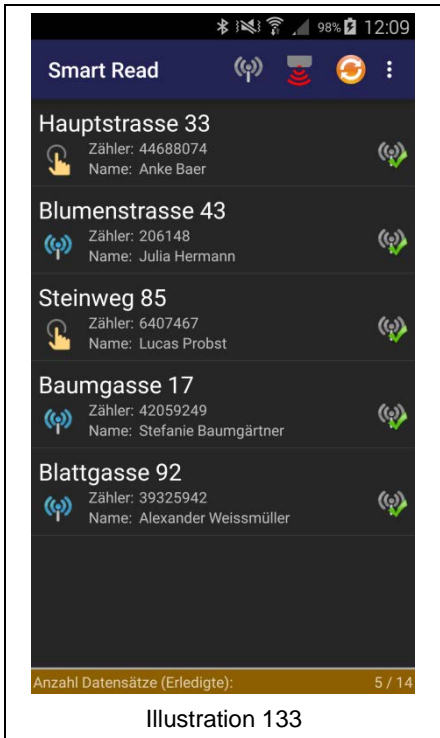 98% 12:09
Smart Read
Hauptstrasse 33
Zähler: 44688074
Name: Anke Baer
Blumenstrasse 43
Zähler: 206148
Name: Julia Hermann
Steinweg 85
Zähler: 6407467
Name: Lucas Probst
Baumgasse 17
Zähler: 42059249
Name: Stefanie Baumgärtner
Blattgasse 92
Zähler: 39325942
Name: Alexander Weissmüller
Anzahl Datensätze (Erledigte): 5 / 14
Illustration 133